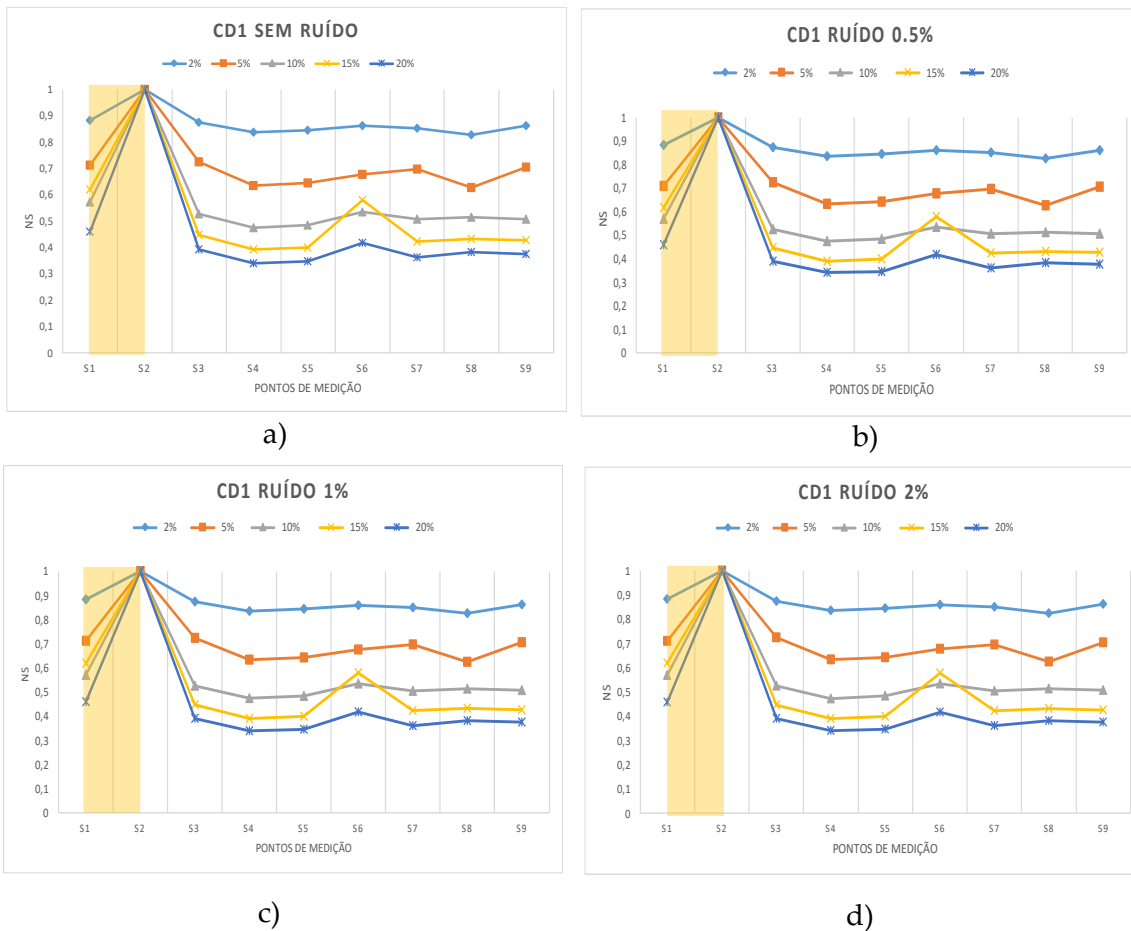 CD1 SEM RUÍDO
2% 5% 10% 15% 20%
1
0,9
0,8
0,7
0,6
0,5
0,4
0,3
0,2
0,1
0
NS
S1 S2 S3 S4 S5 S6 S7 S8 S9
PONTOS DE MEDIÇÃO
a)
CD1 RUÍDO 0.5%
2% 5% 10% 15% 20%
1
0,9
0,8
0,7
0,6
0,5
0,4
0,3
0,2
0,1
0
NS
S1 S2 S3 S4 S5 S6 S7 S8 S9
PONTOS DE MEDIÇÃO
b)
CD1 RUÍDO 1%
2% 5% 10% 15% 20%
1
0,9
0,8
0,7
0,6
0,5
0,4
0,3
0,2
0,1
0
NS
S1 S2 S3 S4 S5 S6 S7 S8 S9
PONTOS DE MEDIÇÃO
c)
CD1 RUÍDO 2%
2% 5% 10% 15% 20%
1
0,9
0,8
0,7
0,6
0,5
0,4
0,3
0,2
0,1
0
NS
S1 S2 S3 S4 S5 S6 S7 S8 S9
PONTOS DE MEDIÇÃO
d)